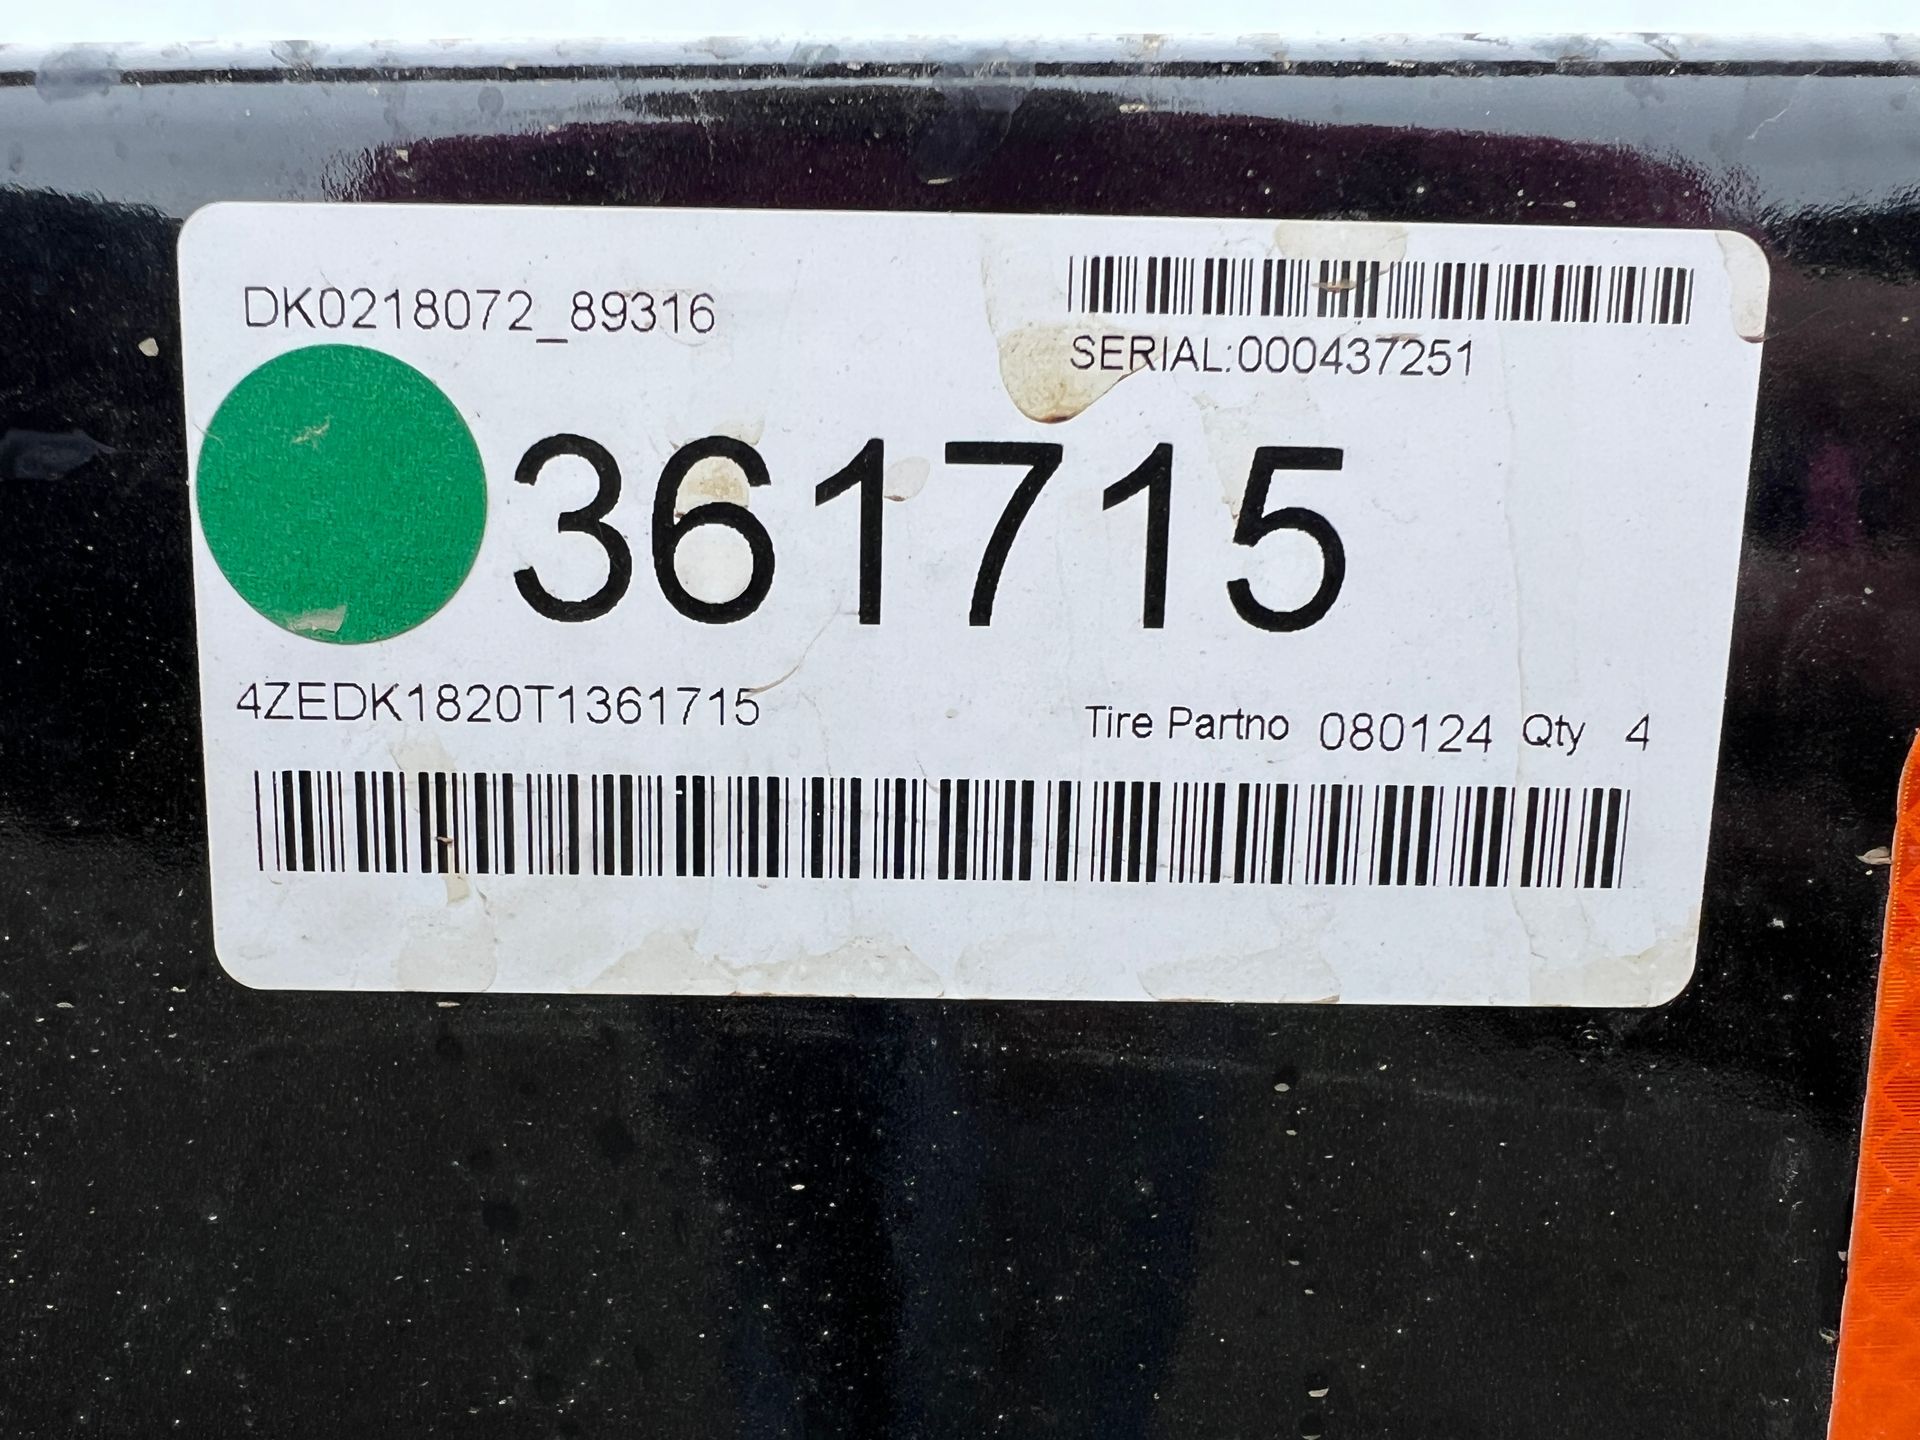 DK0218072_89316
SERIAL:000437251
361715
4ZEDK1820T1361715
Tire Partno 080124 Qty 4